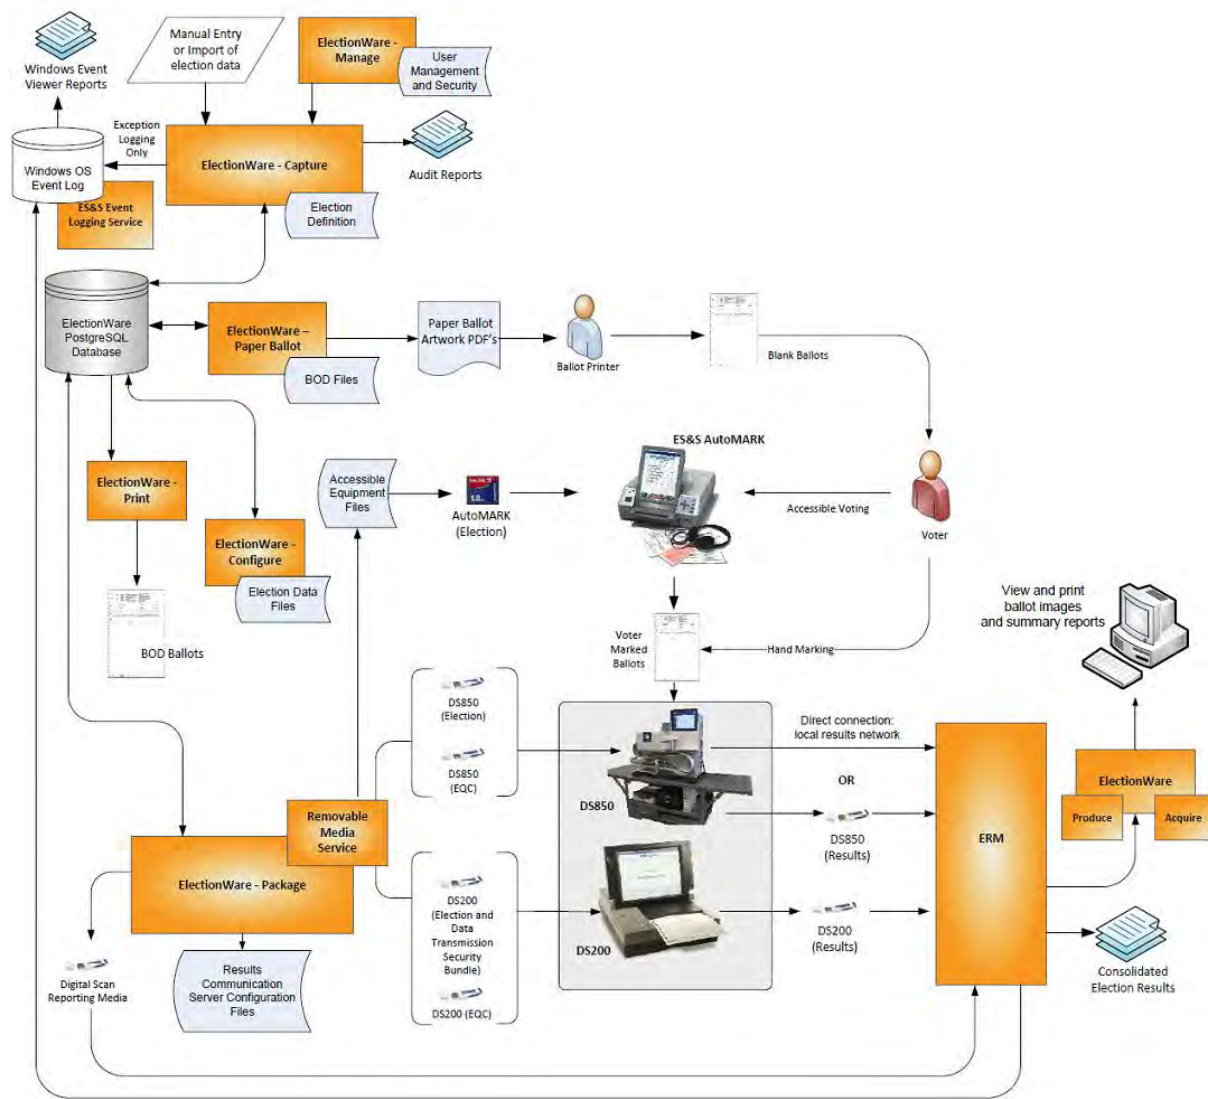 Windows Event
Viewer Reports
Manual Entry
or Import of
election data
ElectionWare -
Manage
User
Management
and Security
Exception
Logging
Only
Windows OS
Event Log
ES&S Event
Logging Service
ElectionWare - Capture
Audit Reports
Election
Definition
ElectionWare
PostgreSQL
Database
ElectionWare –
Paper Ballot
BOD Files
Paper Ballot
Artwork PDF's
Ballot Printer
Blank Ballots
ElectionWare -
Print
BOD Ballots
ElectionWare -
Configure
Election Data
Files
Accessible
Equipment
Files
AutoMARK
(Election)
ES&S AutoMARK
Accessible Voting
Voter
Voter
Marked
Ballots
Hand Marking
View and print
ballot images
and summary reports
DS850
(Election)
DS850
(EQC)
DS850
Direct connection:
local results network
OR
DS850
(Results)
ERM
ElectionWare
Produce
Acquire
Removable
Media
Service
ElectionWare - Package
DS200
(Election and
Data
Transmission
Security
Bundle)
DS200 (EQC)
DS200
DS200
(Results)
Consolidated
Election Results
Digital Scan
Reporting Media
Results
Communication
Server Configuration
Files